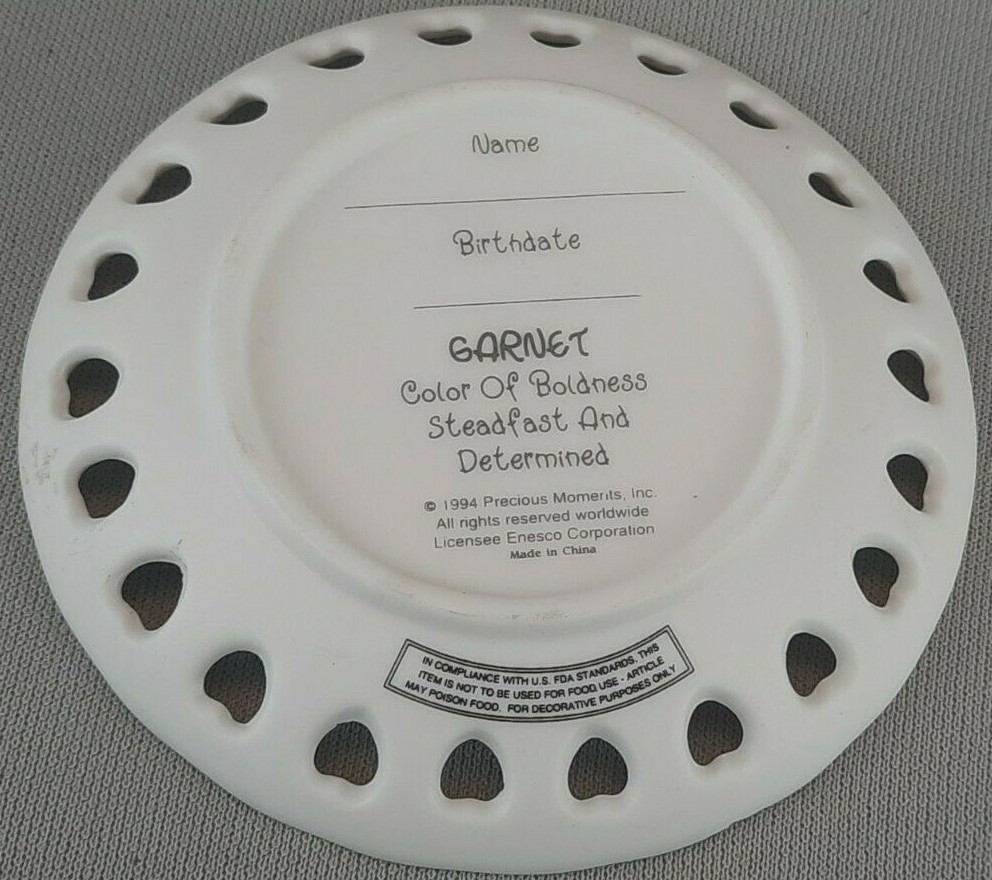 Name
Birthdate
GARNET
Color Of Boldness
Steadfast And
Determined
© 1994 Precious Moments, Inc.
All rights reserved worldwide
Licensee Enesco Corporation
Made in China
IN COMPLIANCE WITH U.S. FDA STANDARDS, THIS
ITEM IS NOT TO BE USED FOR FOOD USE - ARTICLE
MAY POISON FOOD. FOR DECORATIVE PURPOSES ONLY